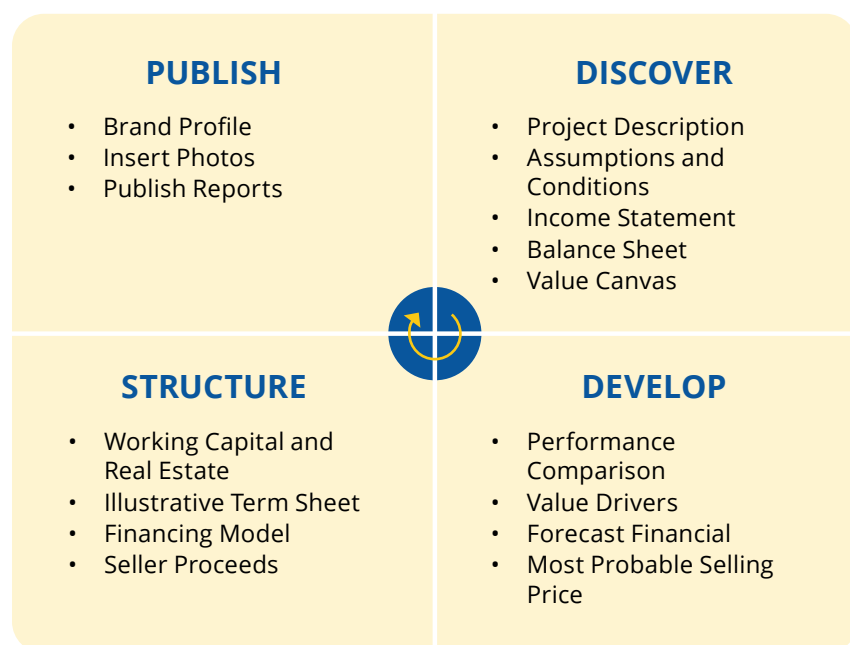 PUBLISH
• Brand Profile
• Insert Photos
• Publish Reports
DISCOVER
• Project Description
• Assumptions and
Conditions
• Income Statement
• Balance Sheet
• Value Canvas
STRUCTURE
• Working Capital and
Real Estate
• Illustrative Term Sheet
• Financing Model
• Seller Proceeds
DEVELOP
• Performance
Comparison
• Value Drivers
• Forecast Financial
• Most Probable Selling
Price